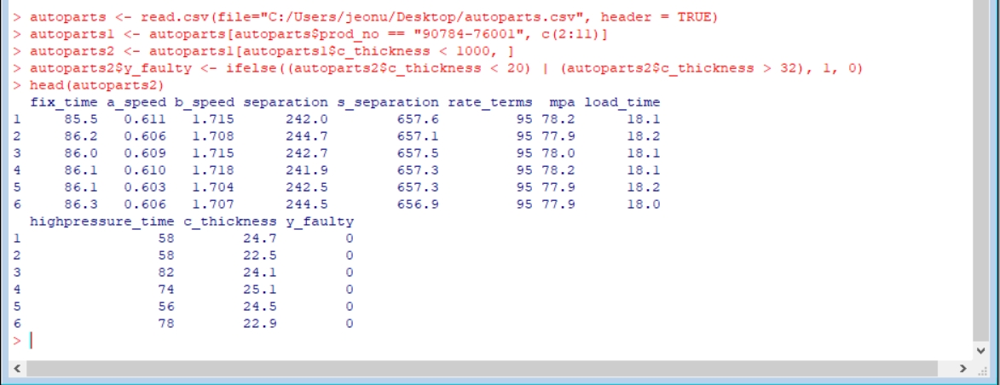 > autoparts <- read.csv(file="C:/Users/jeonu/Desktop/autoparts.csv", header = TRUE)
> autoparts1 <- autoparts[autoparts$prod_no == "90784-76001", c(2:11)]
> autoparts2 <- autoparts1[autoparts1$c_thickness < 1000, ]
> autoparts2$y_faulty <- ifelse((autoparts2$c_thickness < 20) | (autoparts2$c_thickness > 32), 1, 0)
> head(autoparts2)
  fix_time a_speed b_speed separation s_separation rate_terms  mpa load_time
1     85.5   0.611   1.715      242.0        657.6         95 78.2      18.1
2     86.2   0.606   1.708      244.7        657.1         95 77.9      18.2
3     86.0   0.609   1.715      242.7        657.5         95 78.0      18.1
4     86.1   0.610   1.718      241.9        657.3         95 78.2      18.1
5     86.1   0.603   1.704      242.5        657.3         95 77.9      18.2
6     86.3   0.606   1.707      244.5        656.9         95 77.9      18.0
  highpressure_time c_thickness y_faulty
1                58        24.7        0
2                58        22.5        0
3                82        24.1        0
4                74        25.1        0
5                56        24.5        0
6                78        22.9        0
>